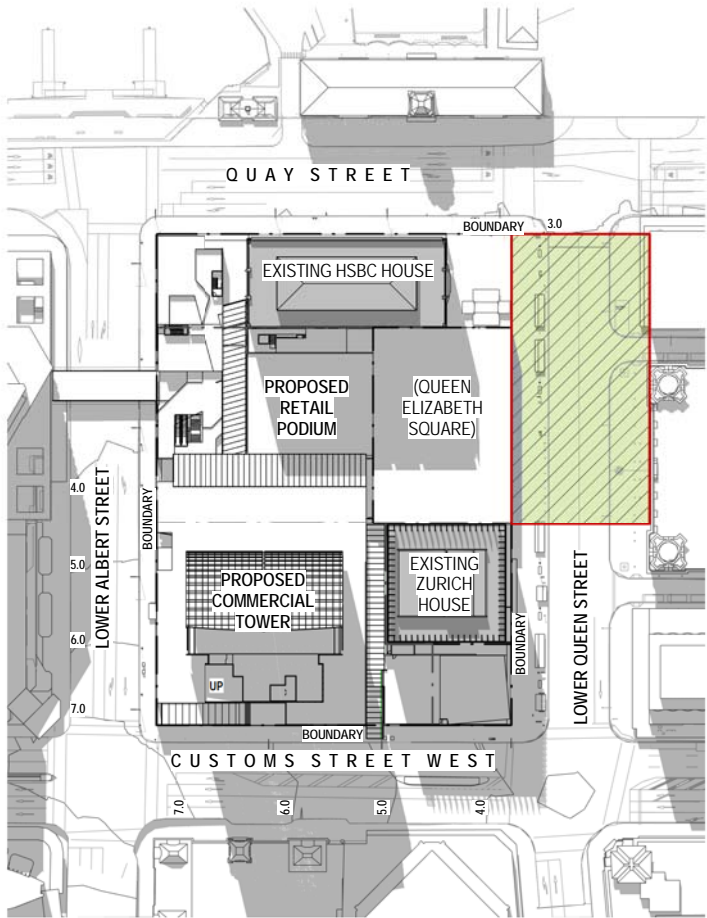 QUAY STREET
BOUNDARY
3.0
EXISTING HSBC HOUSE
PROPOSED
RETAIL
PODIUM
(QUEEN
ELIZABETH
SQUARE)
LOWER ALBERT STREET
4.0
5.0
6.0
7.0
BOUNDARY
PROPOSED
COMMERCIAL
TOWER
UP
EXISTING
ZURICH
HOUSE
BOUNDARY
LOWER QUEEN STREET
BOUNDARY
CUSTOMS STREET WEST
7.0
6.0
5.0
4.0